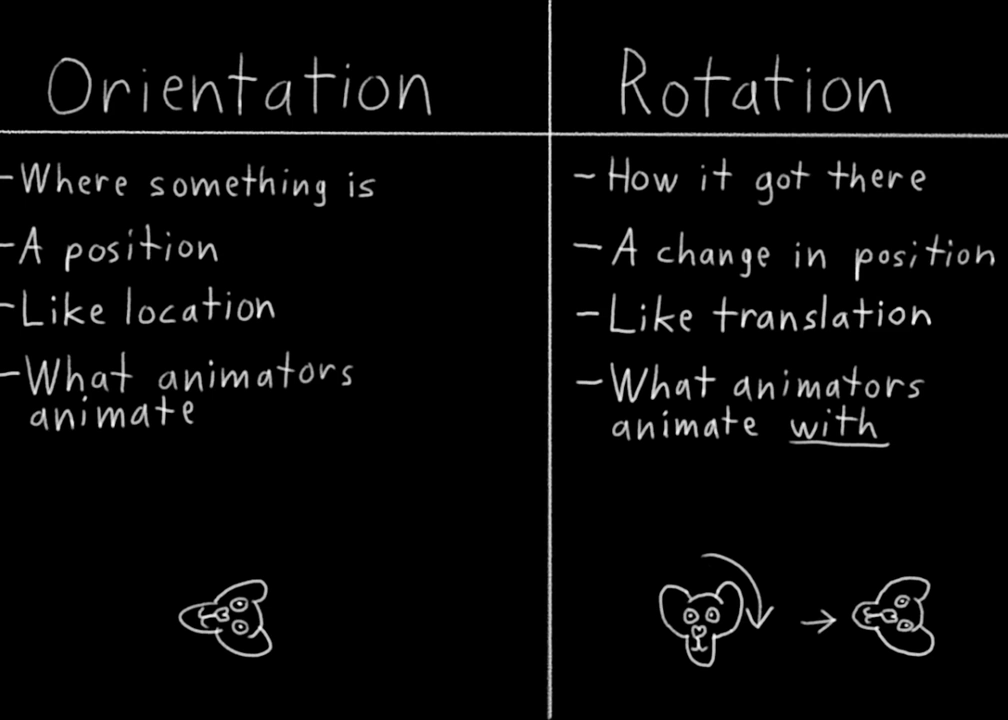 Orientation
-Where something is
-A position
-Like location
-What animators
animate
Rotation
-How it got there
-A change in position
-Like translation
-What animators
animate with